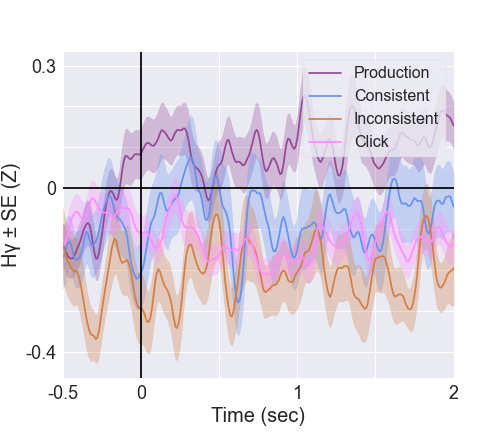 Production
Consistent
Inconsistent
Click
0.3
0
-0.4
Hγ ± SE (Z)
-0.5 0 1 2
Time (sec)